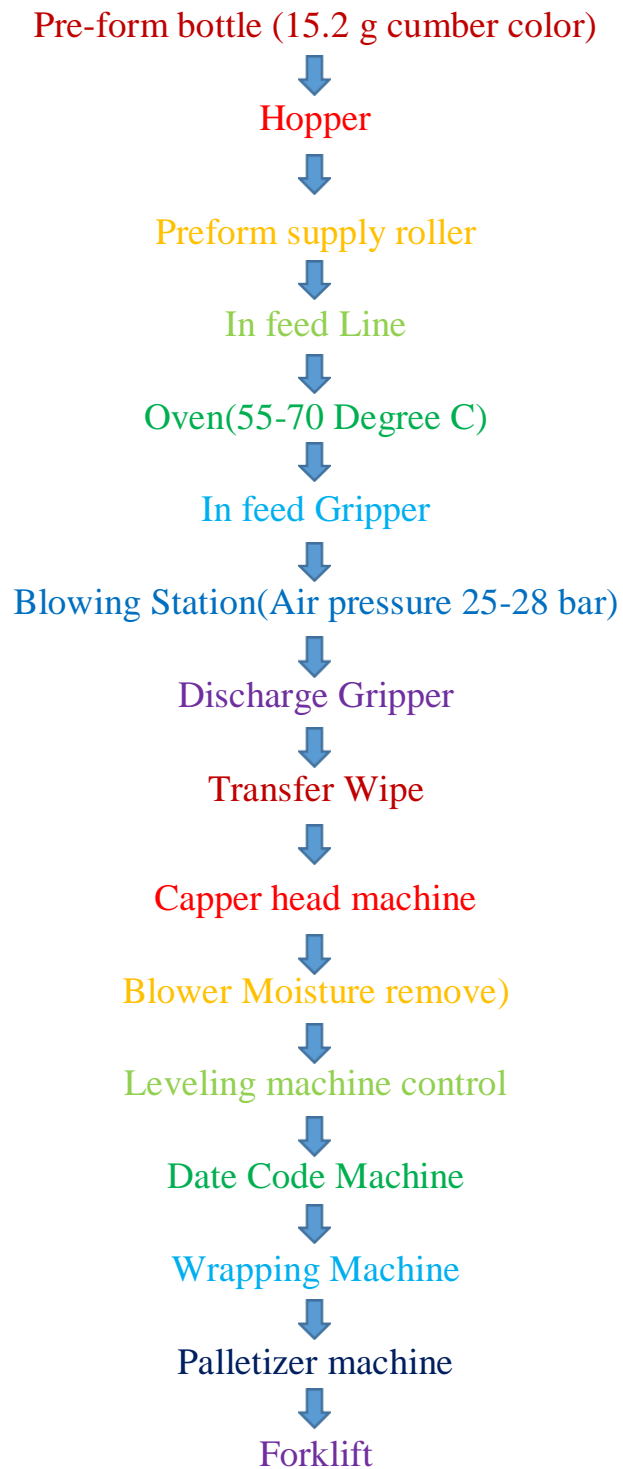 Pre-form bottle (15.2 g cumber color)
Hopper
Preform supply roller
In feed Line
Oven(55-70 Degree C)
In feed Gripper
Blowing Station(Air pressure 25-28 bar)
Discharge Gripper
Transfer Wipe
Capper head machine
Blower Moisture remove)
Leveling machine control
Date Code Machine
Wrapping Machine
Palletizer machine
Forklift